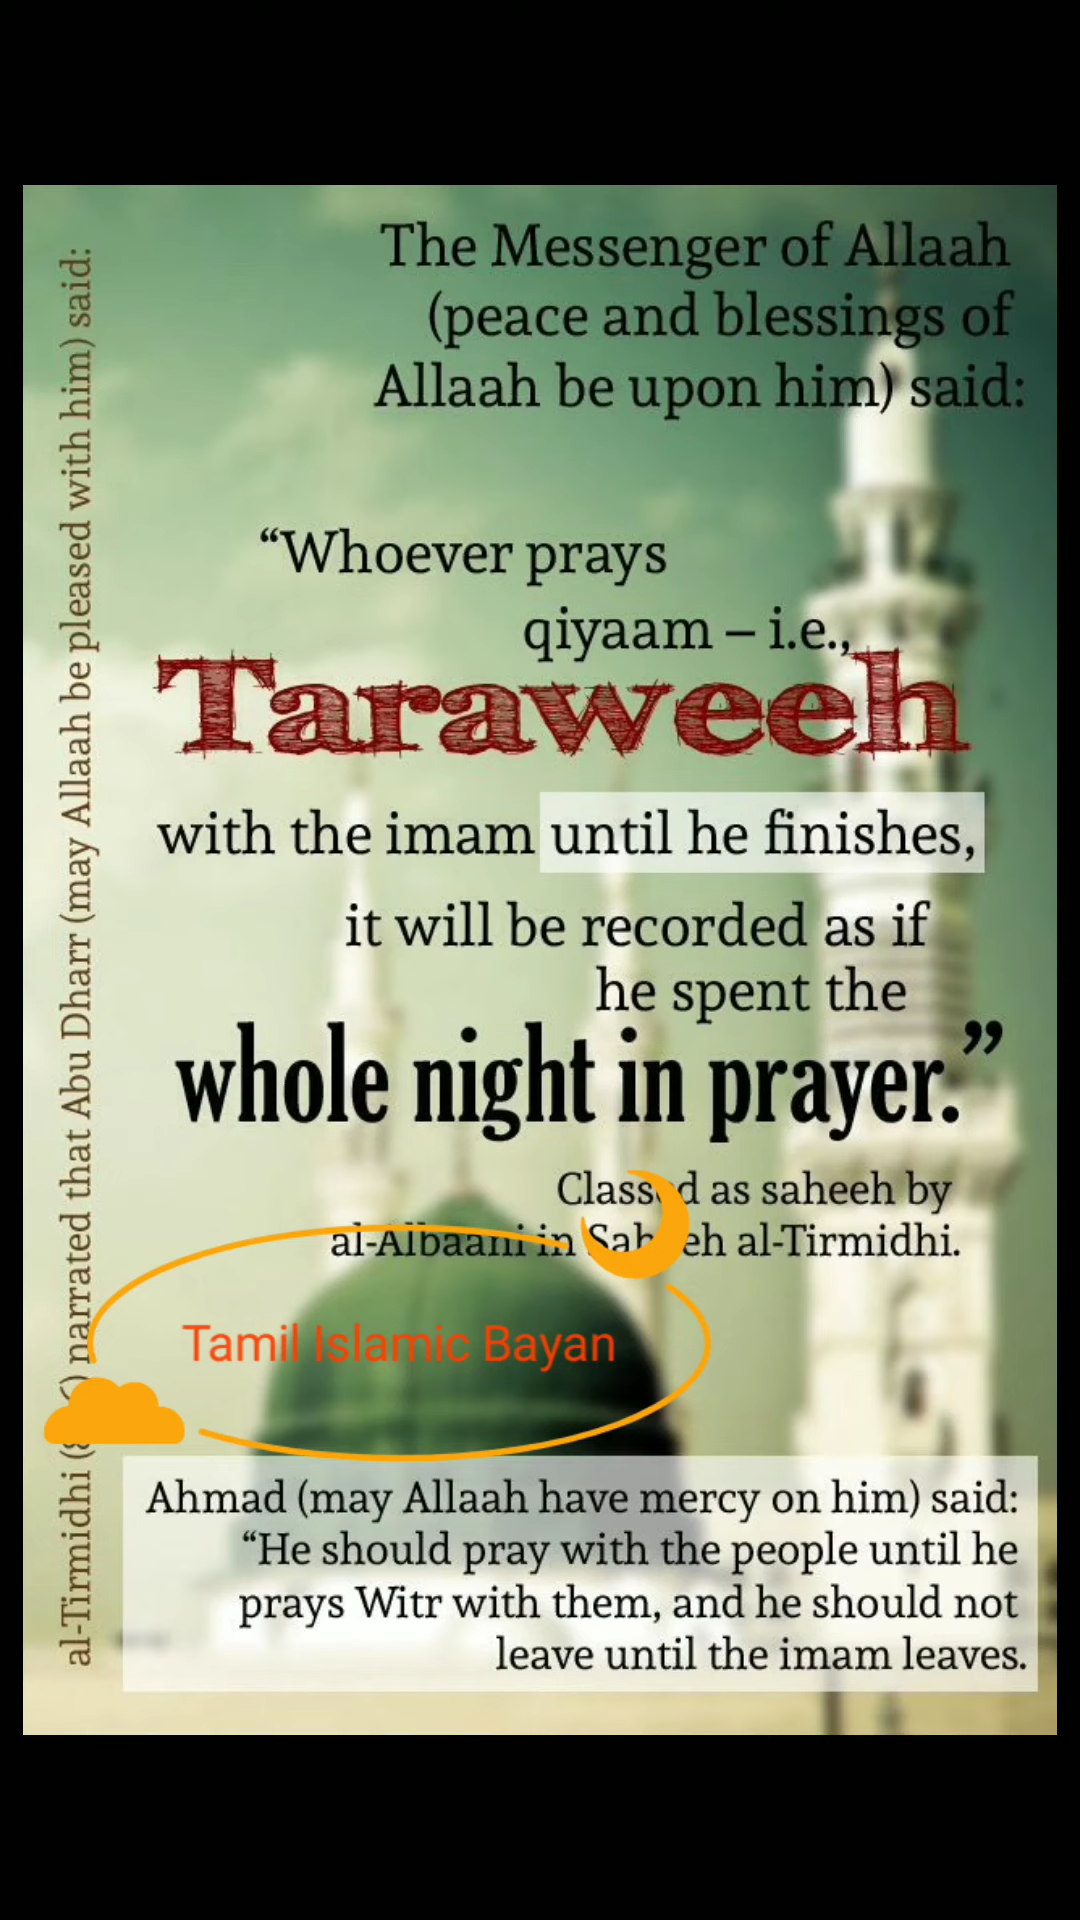 The Messenger of Allaah
(peace and blessings of
Allaah be upon him) said:
“Whoever prays
qiyaam – i.e.,
Taraweeh
with the imam until he finishes,
it will be recorded as if
he spent the
whole night in prayer.”
Classed as saheeh by
al-Albaani in Saheeh al-Tirmidhi.
Tamil Islamic Bayan
Ahmad (may Allaah have mercy on him) said:
“He should pray with the people until he
prays Witr with them, and he should not
leave until the imam leaves.
al-Tirmidhi narrated that Abu Dharr (may Allaah be pleased with him) said: